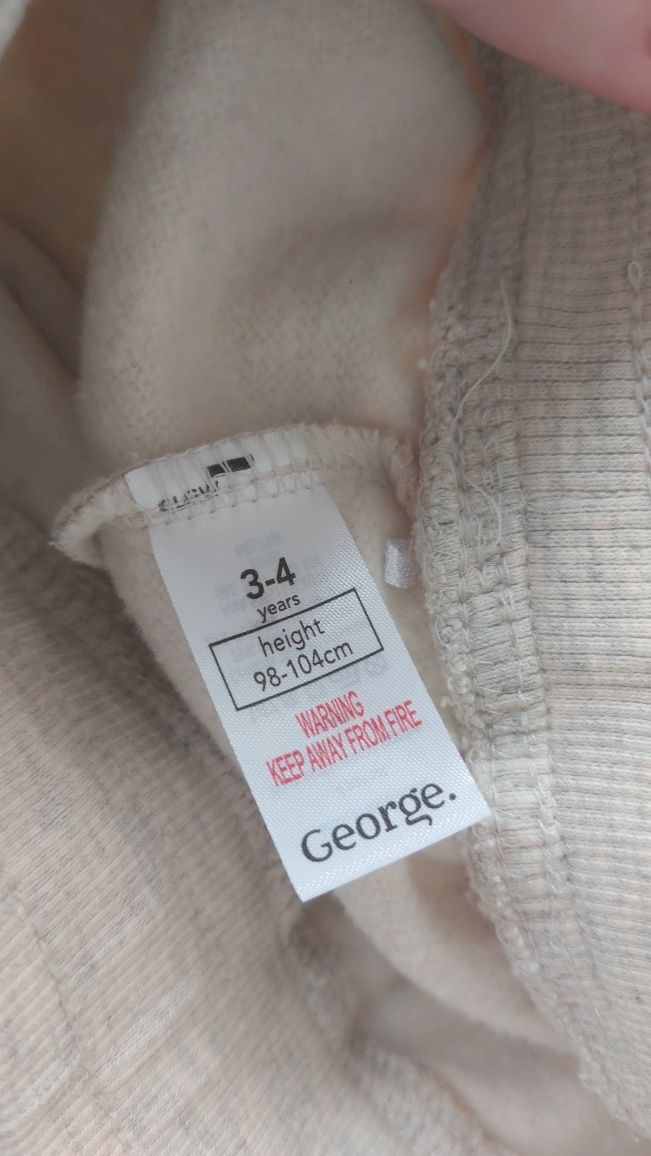 3-4
years
height
98-104cm
WARNING
KEEP AWAY FROM FIRE
George.